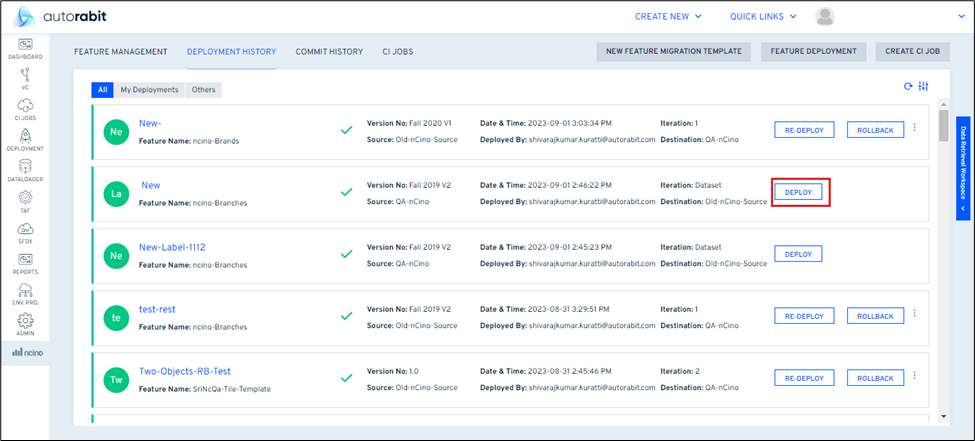 autorabit
CREATE NEW
QUICK LINKS
DASHBOARD
VC
CI JOBS
DEPLOYMENT
DATALOADER
TAF
SFDX
REPORTS
ENV. PRO.
ADMIN
ncino
FEATURE MANAGEMENT
DEPLOYMENT HISTORY
COMMIT HISTORY
CI JOBS
NEW FEATURE MIGRATION TEMPLATE
FEATURE DEPLOYMENT
CREATE CI JOB
All
My Deployments
Others
Ne
New-
Feature Name: ncino-Brands
Version No: Fall 2020 V1
Source: Old-nCino-Source
Date & Time: 2023-09-01 3:03:34 PM
Deployed By: shivarajkumar.kuratti@autorabit.com
Iteration: 1
Destination: QA-nCino
RE-DEPLOY
ROLLBACK
La
New
Feature Name: ncino-Branches
Version No: Fall 2019 V2
Source: QA-nCino
Date & Time: 2023-09-01 2:46:22 PM
Deployed By: shivarajkumar.kuratti@autorabit.com
Iteration: Dataset
Destination: Old-nCino-Source
DEPLOY
Ne
New-Label-1112
Feature Name: ncino-Branches
Version No: Fall 2019 V2
Source: QA-nCino
Date & Time: 2023-09-01 2:45:23 PM
Deployed By: shivarajkumar.kuratti@autorabit.com
Iteration: Dataset
Destination: Old-nCino-Source
DEPLOY
te
test-rest
Feature Name: ncino-Branches
Version No: Fall 2019 V2
Source: Old-nCino-Source
Date & Time: 2023-08-31 3:29:51 PM
Deployed By: shivarajkumar.kuratti@autorabit.com
Iteration: 1
Destination: QA-nCino
RE-DEPLOY
ROLLBACK
Tw
Two-Objects-RB-Test
Feature Name: SriNcQa-Tile-Template
Version No: 1.0
Source: Old-nCino-Source
Date & Time: 2023-08-31 2:45:46 PM
Deployed By: shivarajkumar.kuratti@autorabit.com
Iteration: 2
Destination: QA-nCino
RE-DEPLOY
ROLLBACK
Data Retrieval Workspace